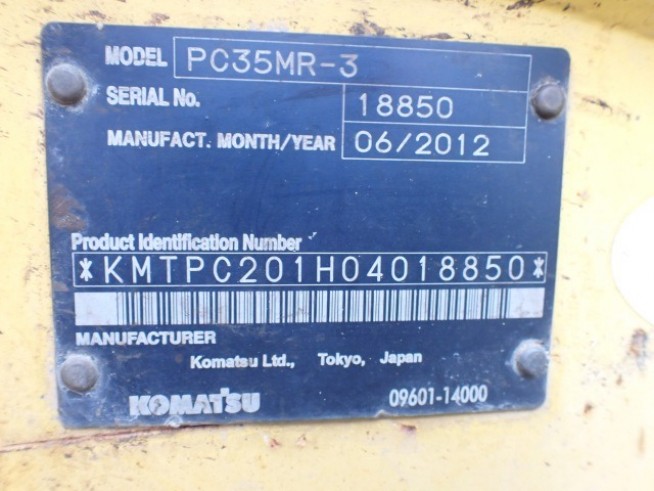 MODEL PC35MR-3
SERIAL No. 18850
MANUFACT. MONTH/YEAR 06/2012
Product Identification Number
*KMTPC201H04018850*
MANUFACTURER
Komatsu Ltd., Tokyo, Japan
KOMATSU 09601-14000